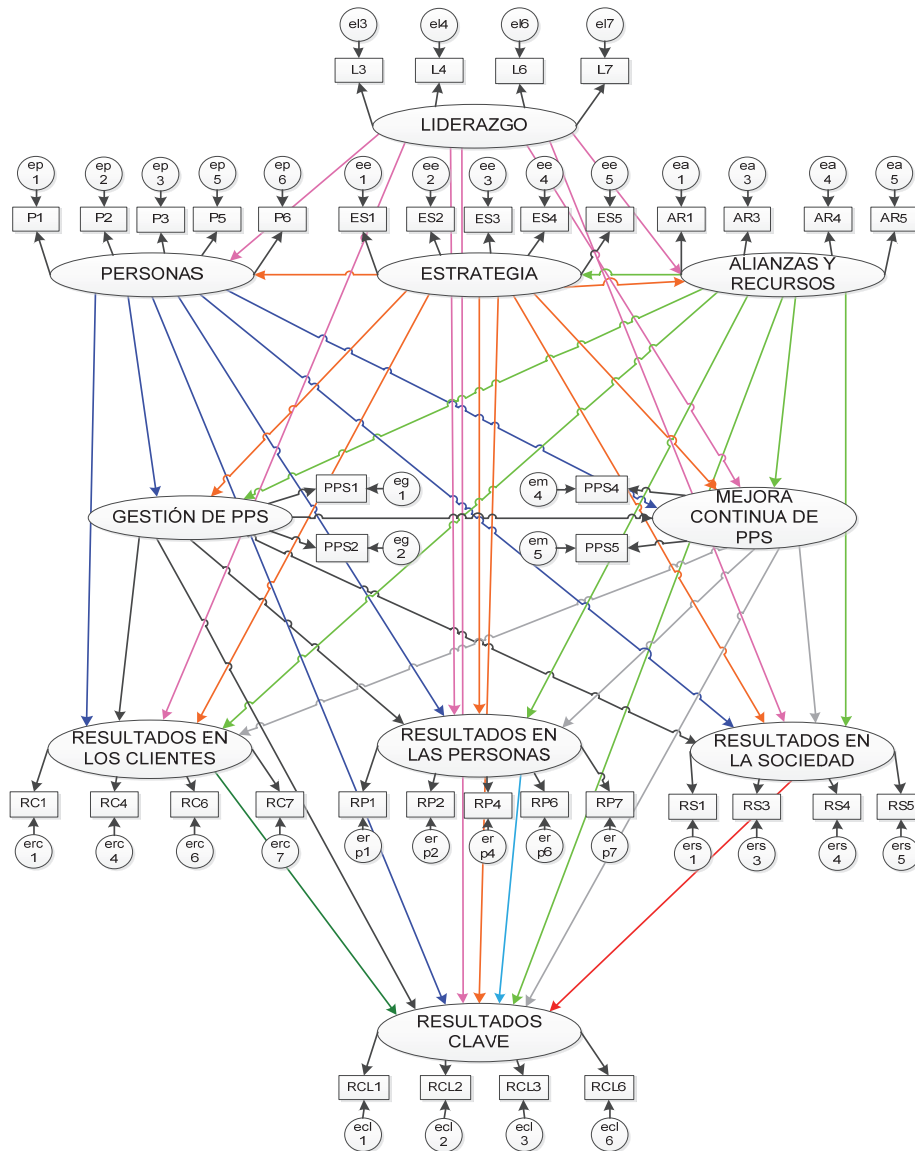 el3
el4
el6
el7
L3
L4
L6
L7
LIDERAZGO
ep
1
ep
2
ep
3
ep
5
ep
6
ee
1
ee
2
ee
3
ee
4
ee
5
ea
1
ea
3
ea
4
ea
5
P1
P2
P3
P5
P6
ES1
ES2
ES3
ES4
ES5
AR1
AR3
AR4
AR5
PERSONAS
ESTRATEGIA
ALIANZAS Y
RECURSOS
PPS1
eg
1
em
4
PPS4
GESTIÓN DE PPS
MEJORA
CONTINUA DE
PPS
PPS2
eg
2
em
5
PPS5
RESULTADOS EN
LOS CLIENTES
RESULTADOS EN
LAS PERSONAS
RESULTADOS EN
LA SOCIEDAD
RC1
RC4
RC6
RC7
RP1
RP2
RP4
RP6
RP7
RS1
RS3
RS4
RS5
erc
1
erc
4
erc
6
erc
7
er
p1
er
p2
er
p4
er
p6
er
p7
ers
1
ers
3
ers
4
ers
5
RESULTADOS
CLAVE
RCL1
RCL2
RCL3
RCL6
ecl
1
ecl
2
ecl
3
ecl
6